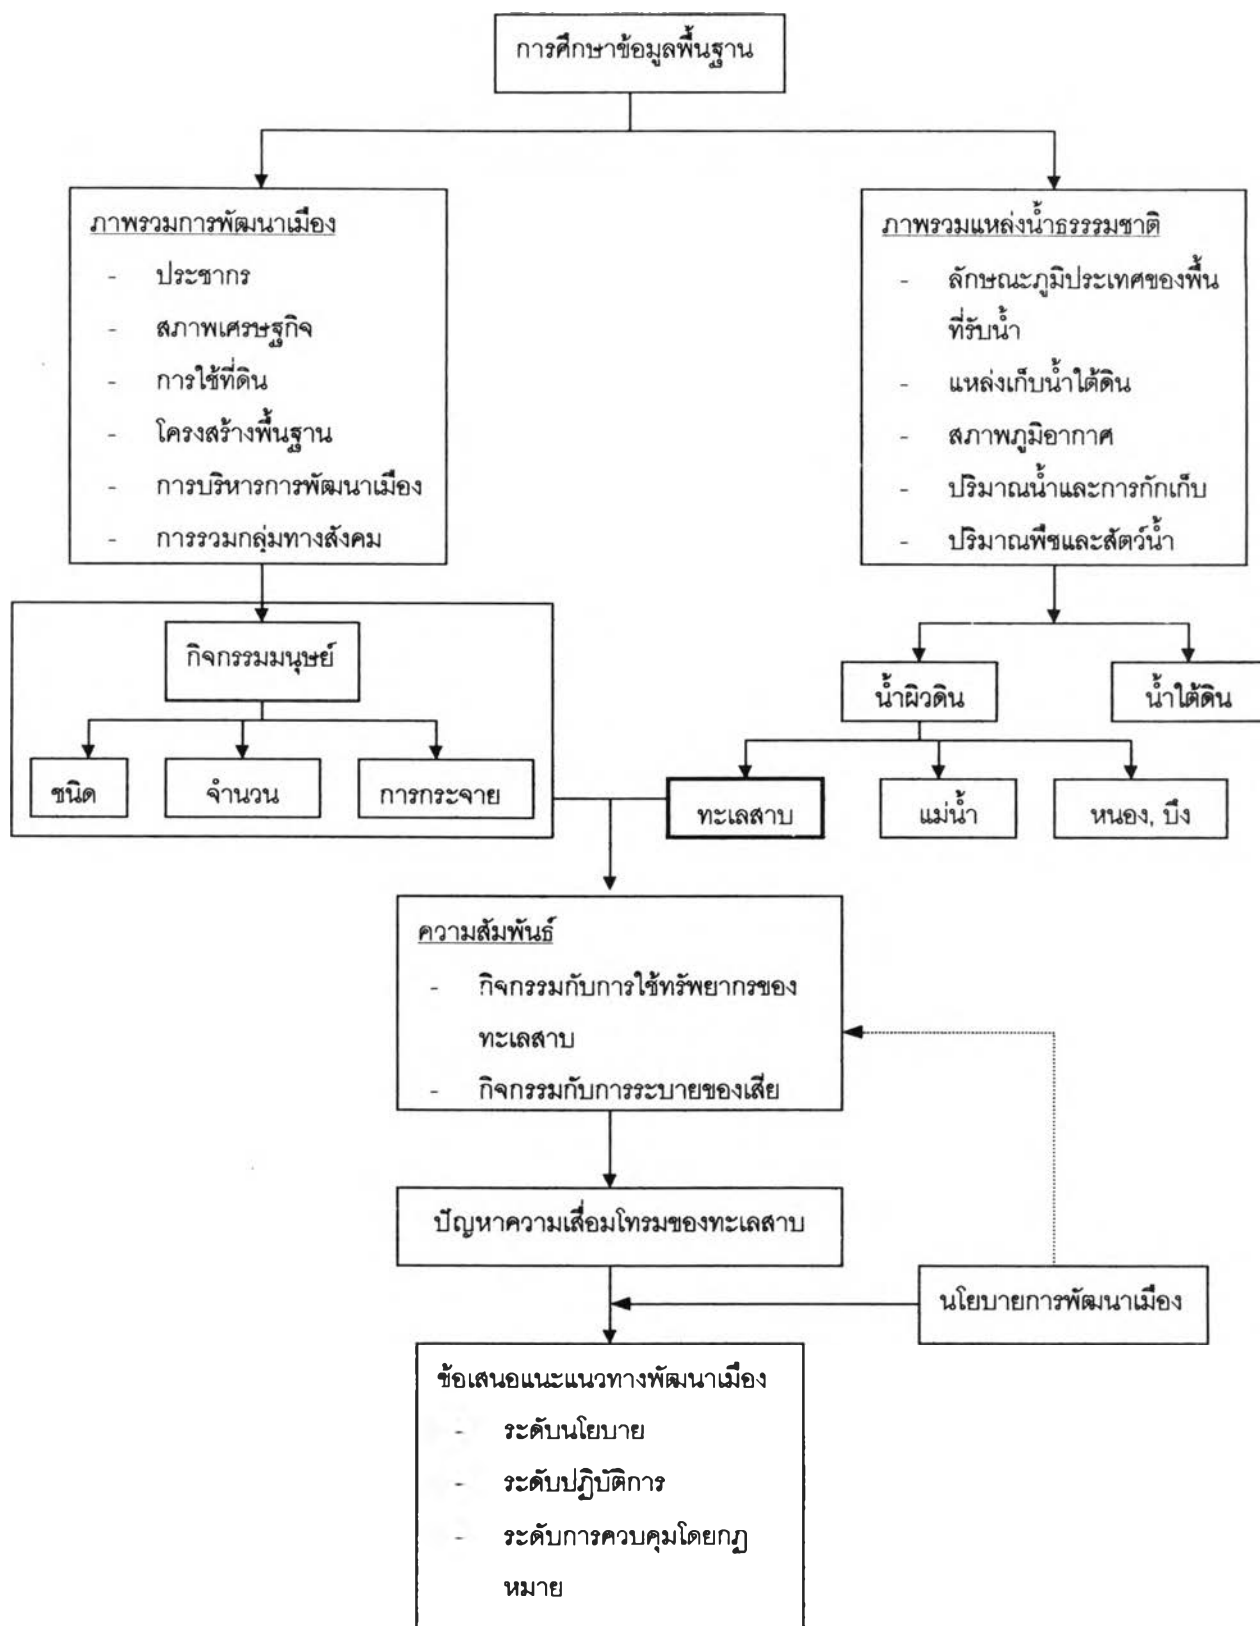 การศึกษาข้อมูลพื้นฐาน
ภาพรวมการพัฒนาเมือง
- ประชากร
- สภาพเศรษฐกิจ
- การใช้ที่ดิน
- โครงสร้างพื้นฐาน
- การบริหารการพัฒนาเมือง
- การรวมกลุ่มทางสังคม
ภาพรวมแหล่งน้ำธรรรมชาติ
- ลักษณะภูมิประเทศของพื้น
ที่รับน้ำ
- แหล่งเก็บน้ำใต้ดิน
- สภาพภูมิอากาศ
- ปริมาณน้ำและการกักเก็บ
- ปริมาณพืชและสัตว์น้ำ
กิจกรรมมนุษย์
ชนิด
จำนวน
การกระจาย
น้ำผิวดิน
น้ำใต้ดิน
ทะเลสาบ
แม่น้ำ
หนอง, บึง
ความสัมพันธ์
- กิจกรรมกับการใช้ทรัพยากรของ
ทะเลสาบ
- กิจกรรมกับการระบายของเสีย
ปัญหาความเสื่อมโทรมของทะเลสาบ
นโยบายการพัฒนาเมือง
ข้อเสนอแนะแนวทางพัฒนาเมือง
- ระดับนโยบาย
- ระดับปฏิบัติการ
- ระดับการควบคุมโดยกฎ
หมาย